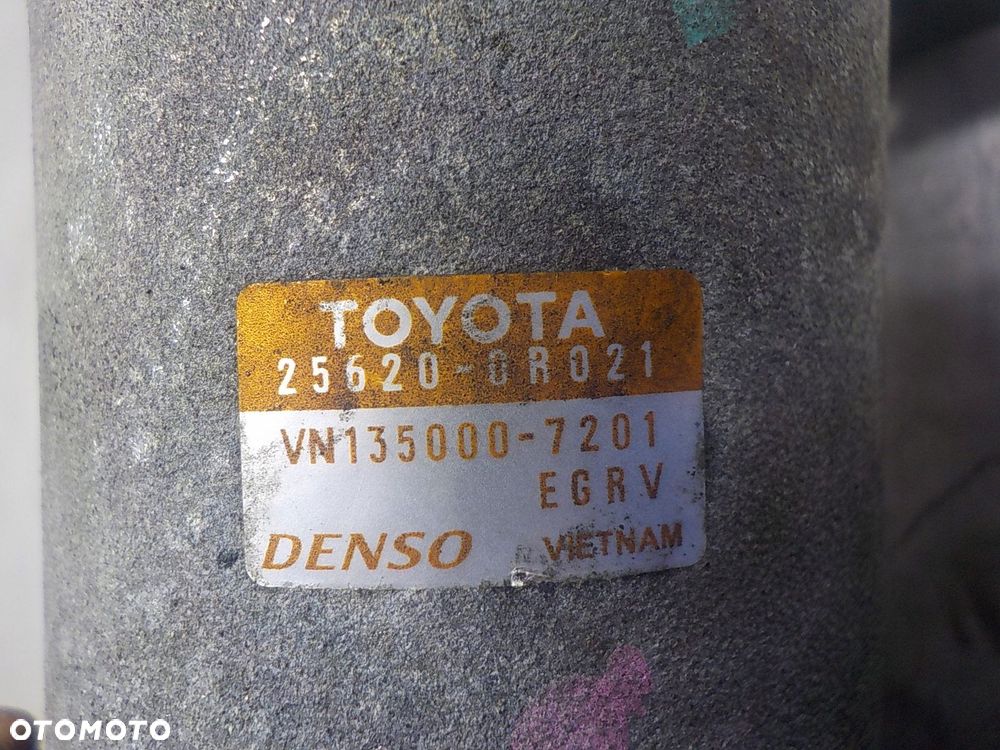 TOYOTA
25620-0R021
VN135000-7201
EGRV
DENSO VIETNAM
OTOMOTO